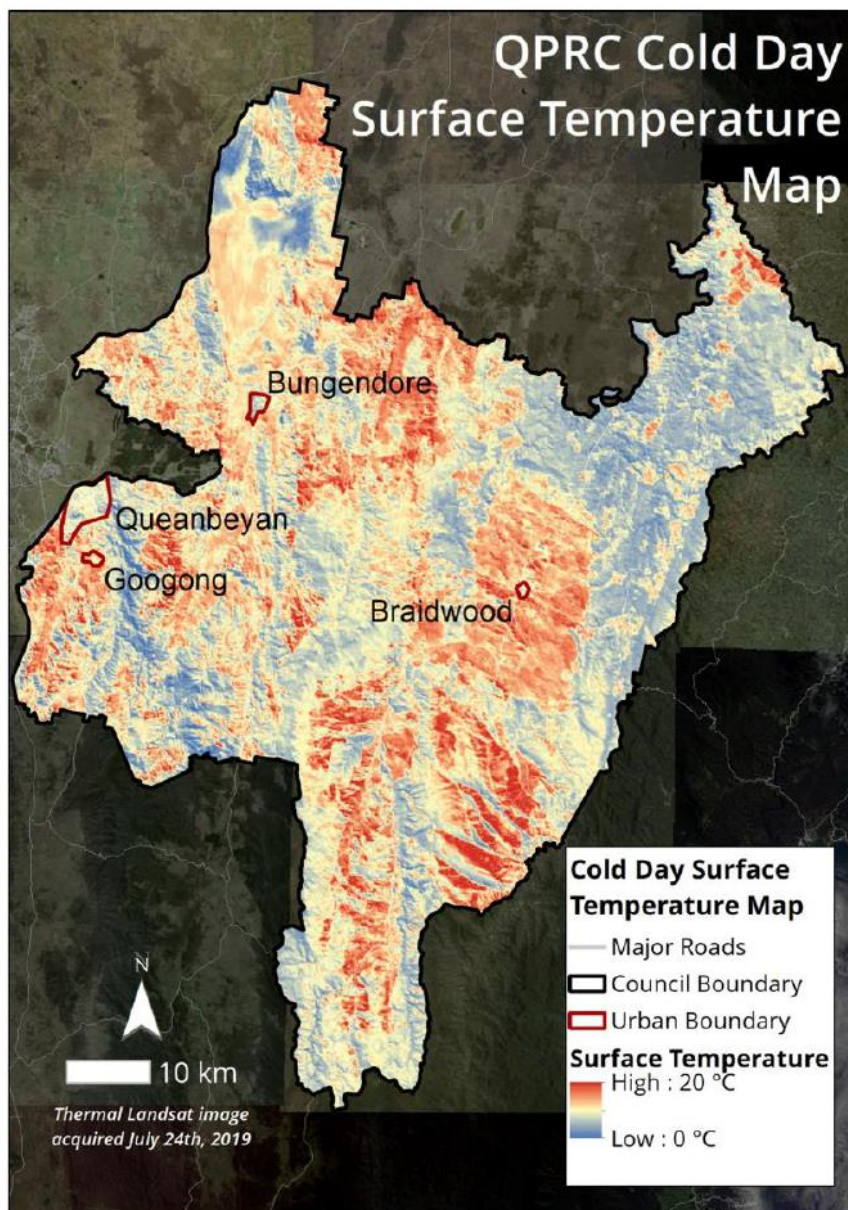 QPRC Cold Day
Surface Temperature
Map
Bungendore
Queanbeyan
Googong
Braidwood
N
10 km
Thermal Landsat image
acquired July 24th, 2019
Cold Day Surface
Temperature Map
Major Roads
Council Boundary
Urban Boundary
Surface Temperature
High : 20 °C
Low : 0 °C